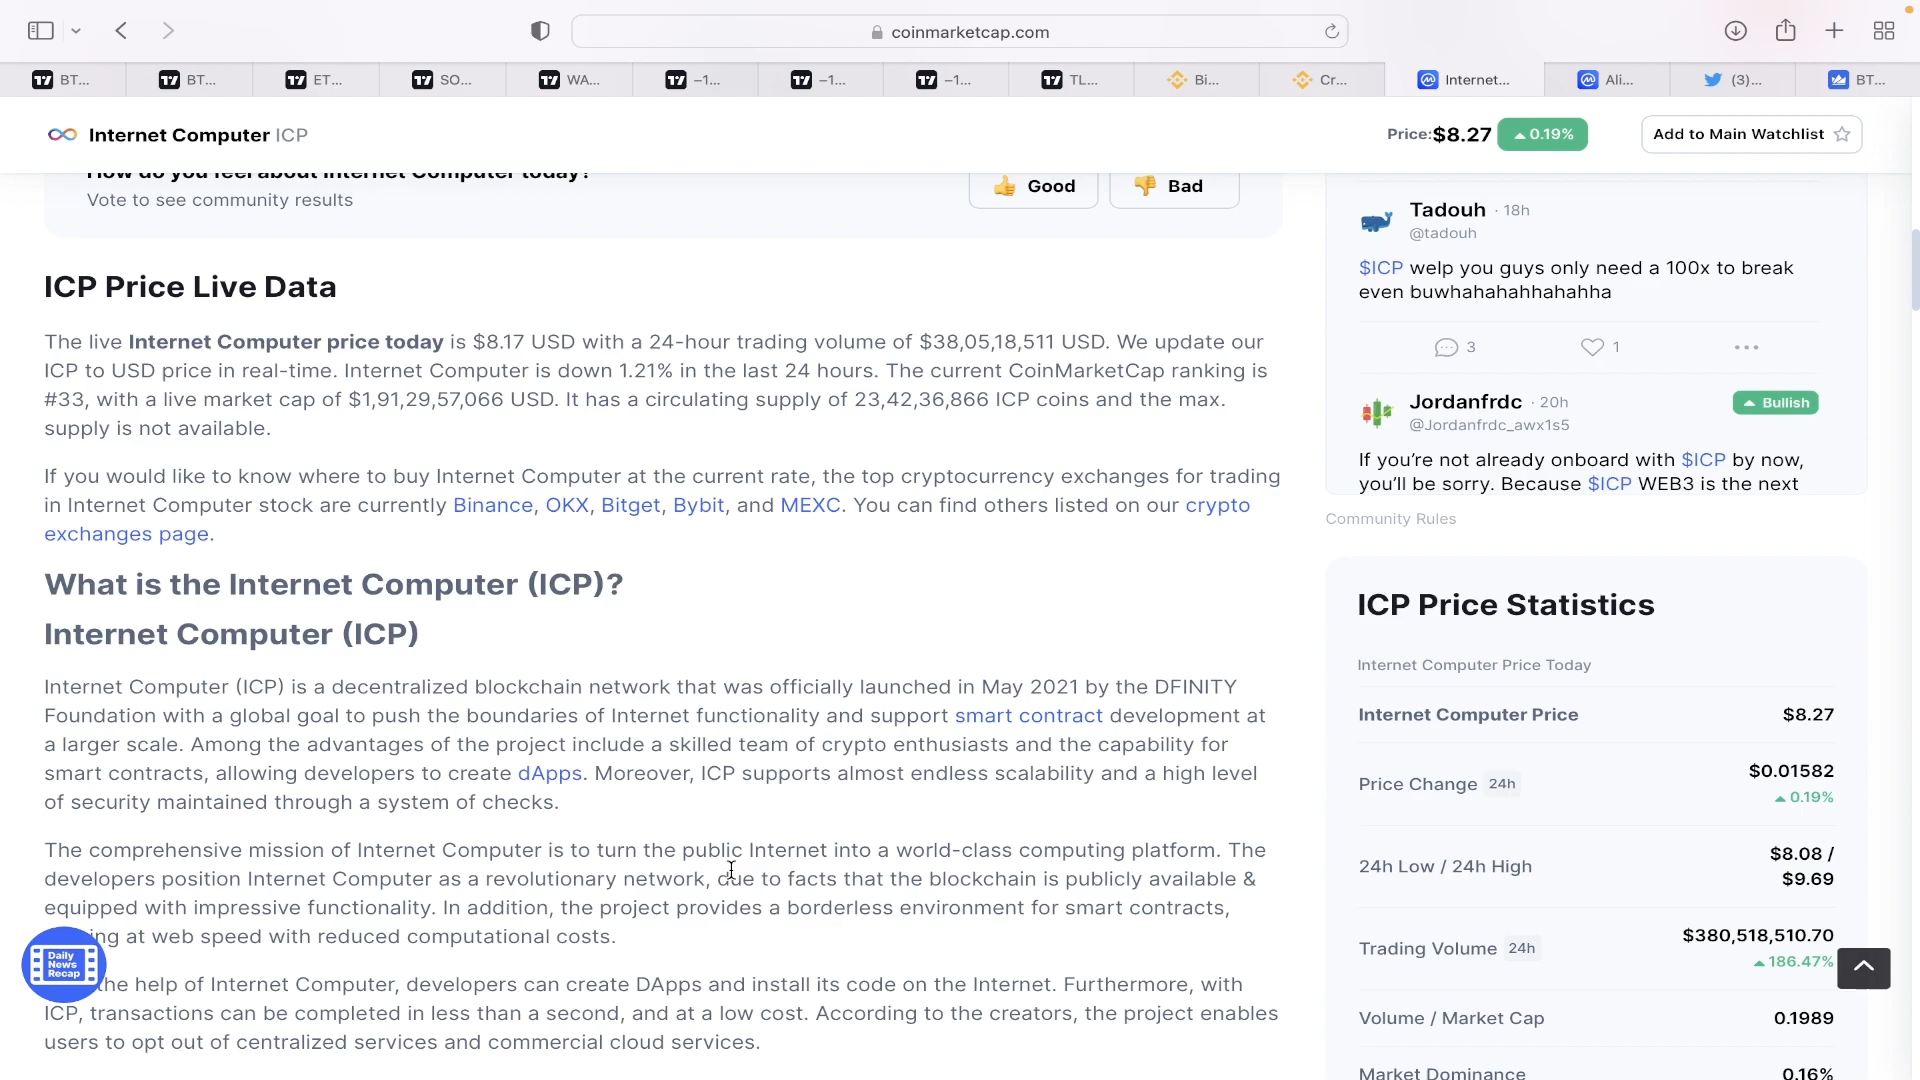 coinmarketcap.com
BT...
BT...
ET...
SO...
WA...
–1...
–1...
–1...
TL...
Bi...
Cr...
Internet...
Ali...
(3)...
BT...
Internet Computer ICP
Price:$8.27
0.19%
Add to Main Watchlist
How do you feel about Internet Computer today?
Vote to see community results
Good
Bad
ICP Price Live Data
The live Internet Computer price today is $8.17 USD with a 24-hour trading volume of $38,05,18,511 USD. We update our
ICP to USD price in real-time. Internet Computer is down 1.21% in the last 24 hours. The current CoinMarketCap ranking is
#33, with a live market cap of $1,91,29,57,066 USD. It has a circulating supply of 23,42,36,866 ICP coins and the max.
supply is not available.
If you would like to know where to buy Internet Computer at the current rate, the top cryptocurrency exchanges for trading
in Internet Computer stock are currently Binance, OKX, Bitget, Bybit, and MEXC. You can find others listed on our crypto
exchanges page.
What is the Internet Computer (ICP)?
Internet Computer (ICP)
Internet Computer (ICP) is a decentralized blockchain network that was officially launched in May 2021 by the DFINITY
Foundation with a global goal to push the boundaries of Internet functionality and support smart contract development at
a larger scale. Among the advantages of the project include a skilled team of crypto enthusiasts and the capability for
smart contracts, allowing developers to create dApps. Moreover, ICP supports almost endless scalability and a high level
of security maintained through a system of checks.
The comprehensive mission of Internet Computer is to turn the public Internet into a world-class computing platform. The
developers position Internet Computer as a revolutionary network, due to facts that the blockchain is publicly available &
equipped with impressive functionality. In addition, the project provides a borderless environment for smart contracts,
ng at web speed with reduced computational costs.
the help of Internet Computer, developers can create DApps and install its code on the Internet. Furthermore, with
ICP, transactions can be completed in less than a second, and at a low cost. According to the creators, the project enables
users to opt out of centralized services and commercial cloud services.
Daily
News
Recap
Tadouh · 18h
@tadouh
$ICP welp you guys only need a 100x to break
even buwhahahahhahahha
3
1
Jordanfrdc · 20h
Bullish
@Jordanfrdc_awx1s5
If you’re not already onboard with $ICP by now,
you’ll be sorry. Because $ICP WEB3 is the next
Community Rules
ICP Price Statistics
Internet Computer Price Today
Internet Computer Price
$8.27
Price Change 24h
$0.01582
0.19%
24h Low / 24h High
$8.08 /
$9.69
Trading Volume 24h
$380,518,510.70
186.47%
Volume / Market Cap
0.1989
Market Dominance
0.16%